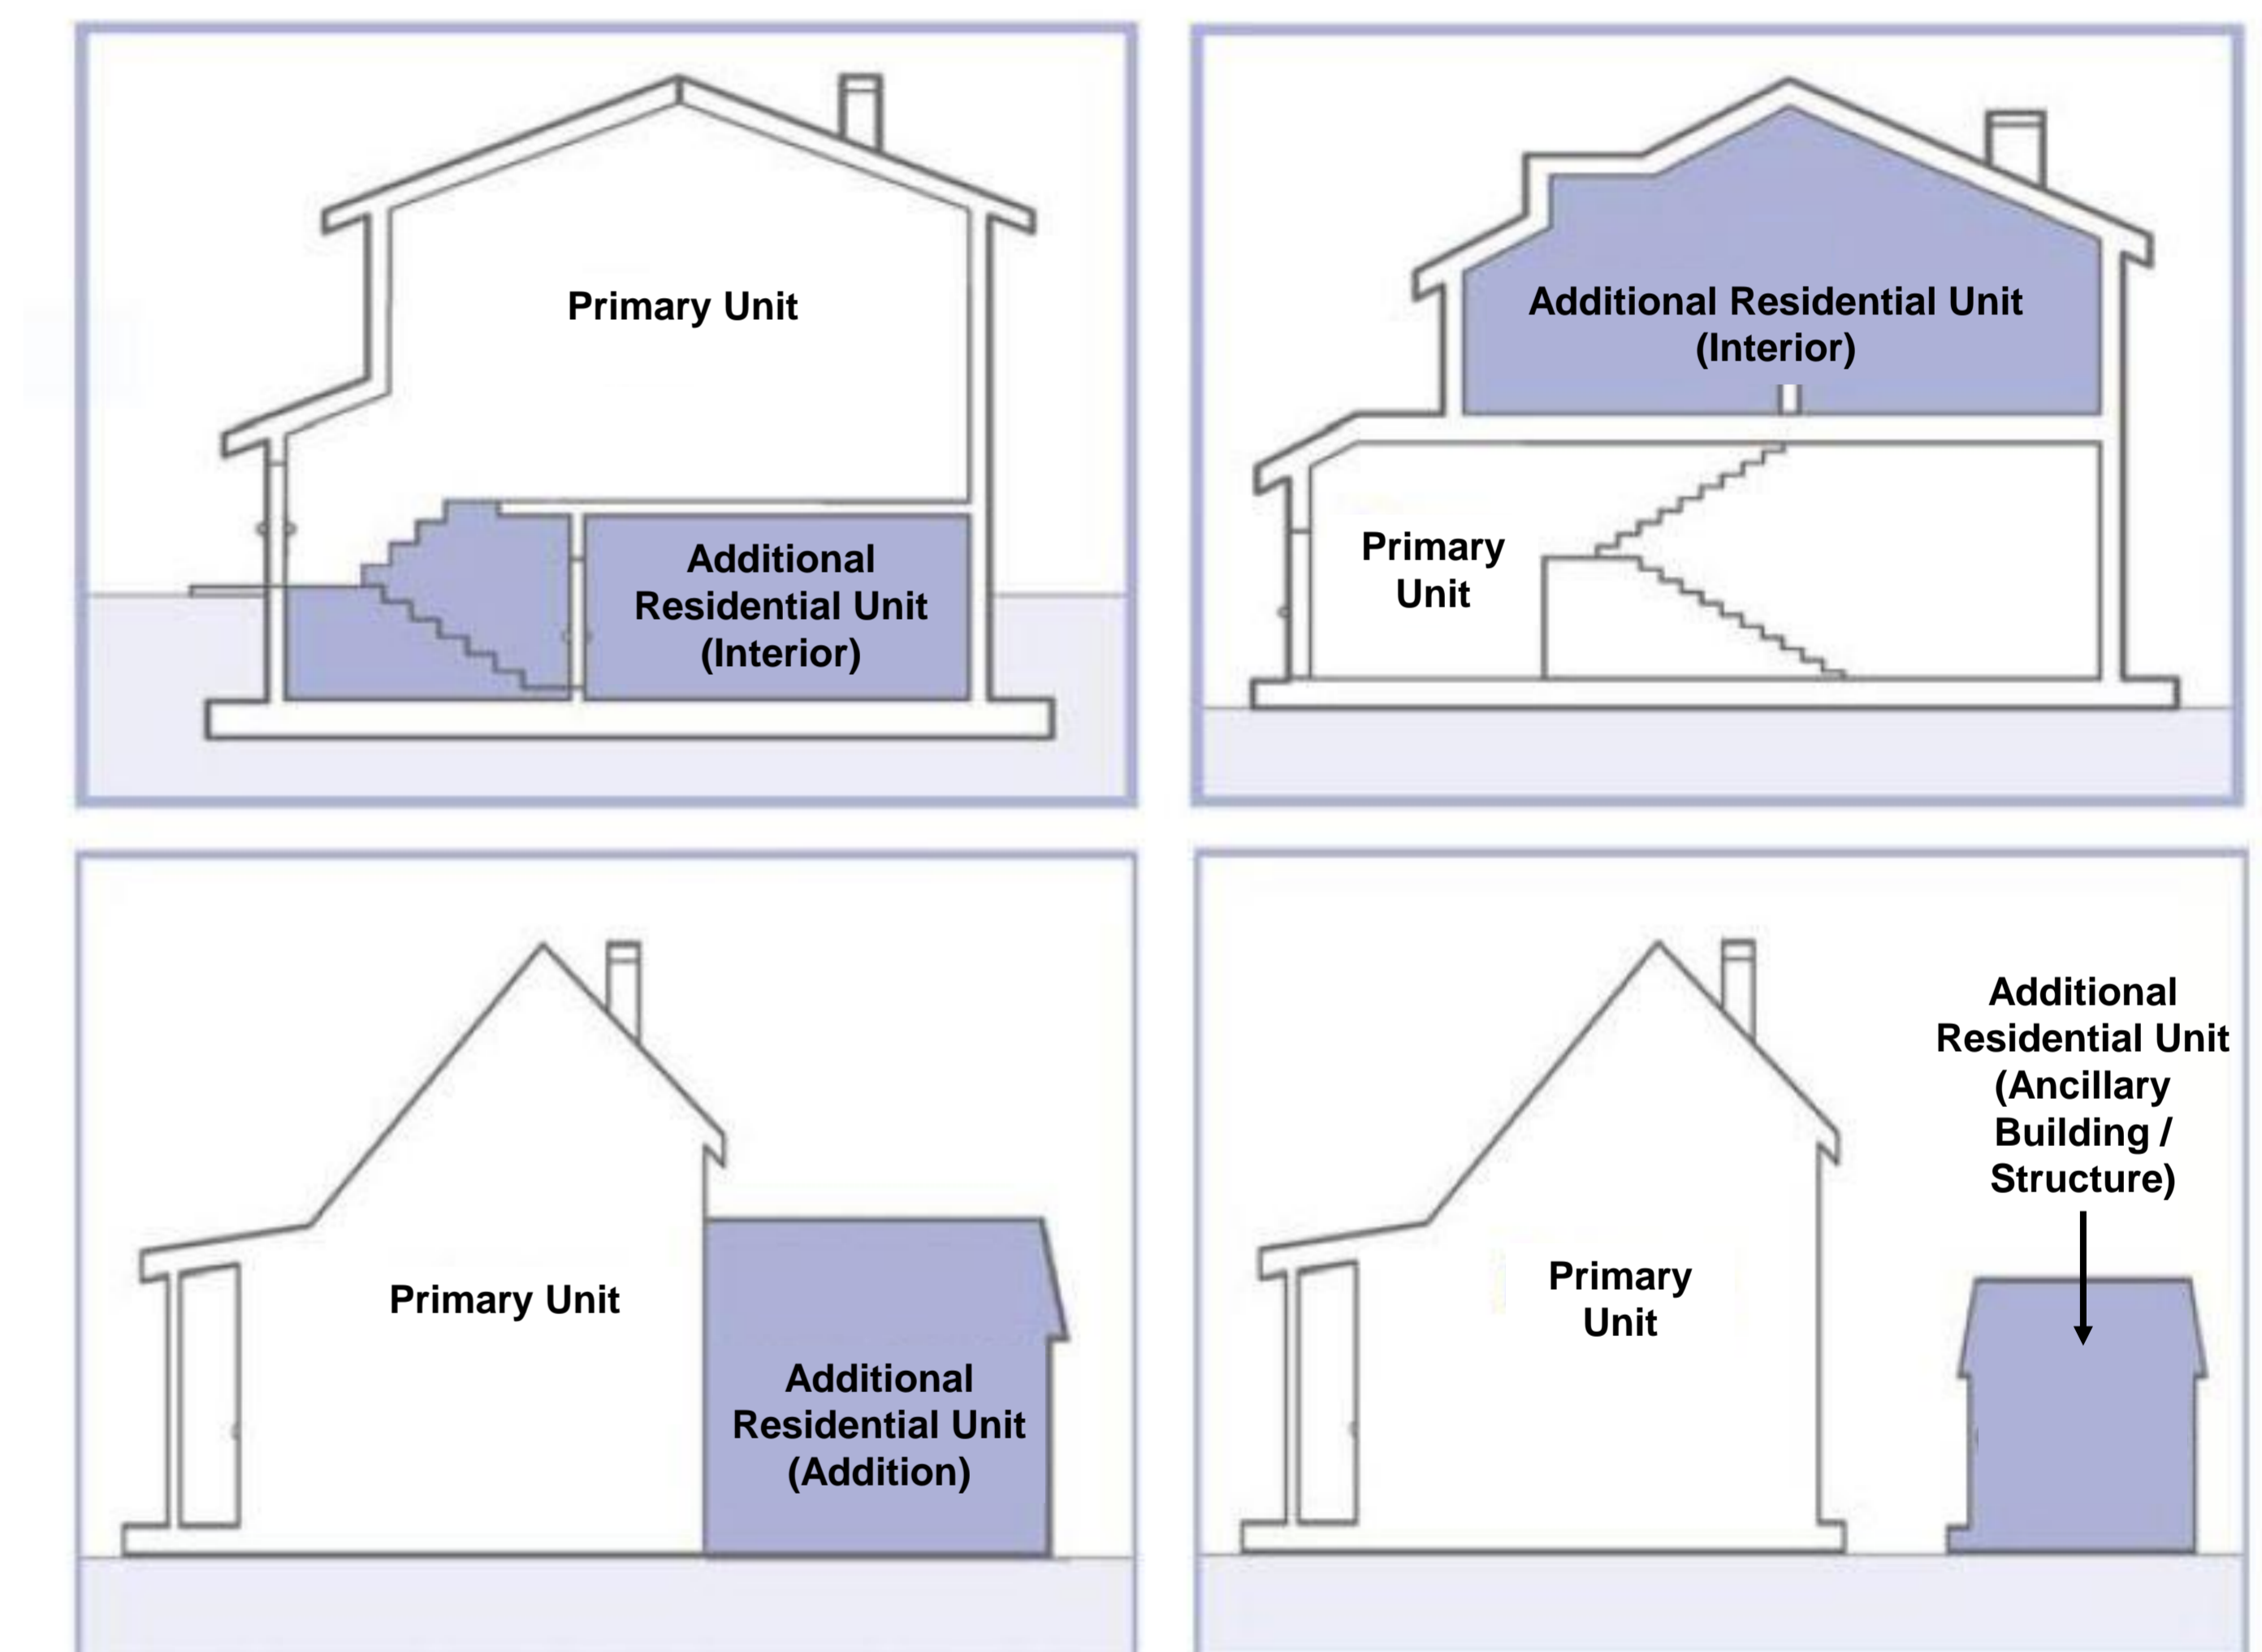 Primary Unit
Additional
Residential Unit
(Interior)
Additional Residential Unit
(Interior)
Primary
Unit
Primary Unit
Additional
Residential Unit
(Addition)
Additional
Residential Unit
(Ancillary
Building /
Structure)
Primary
Unit